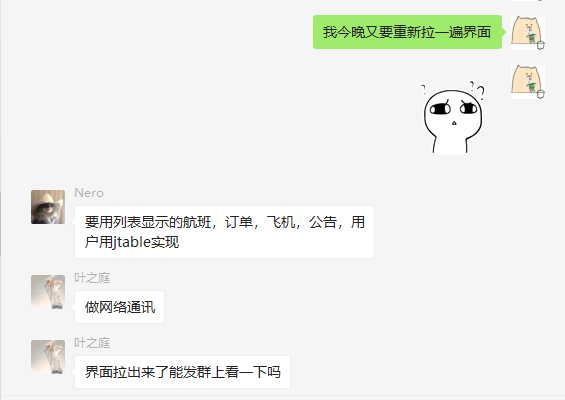 我今晚又要重新拉一遍界面
? ??
Nero
要用列表显示的航班，订单，飞机，公告，用
户用jtable实现
叶之庭
做网络通讯
叶之庭
界面拉出来了能发群上看一下吗